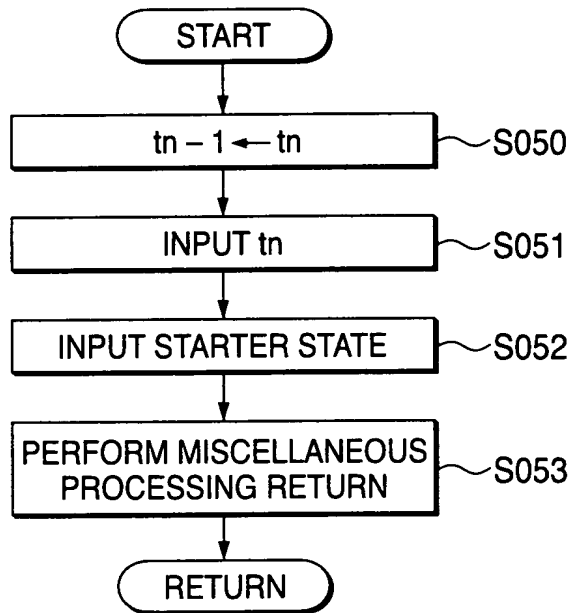 START
tn – 1 ← tn
S050
INPUT tn
S051
INPUT STARTER STATE
S052
PERFORM MISCELLANEOUS
PROCESSING RETURN
S053
RETURN